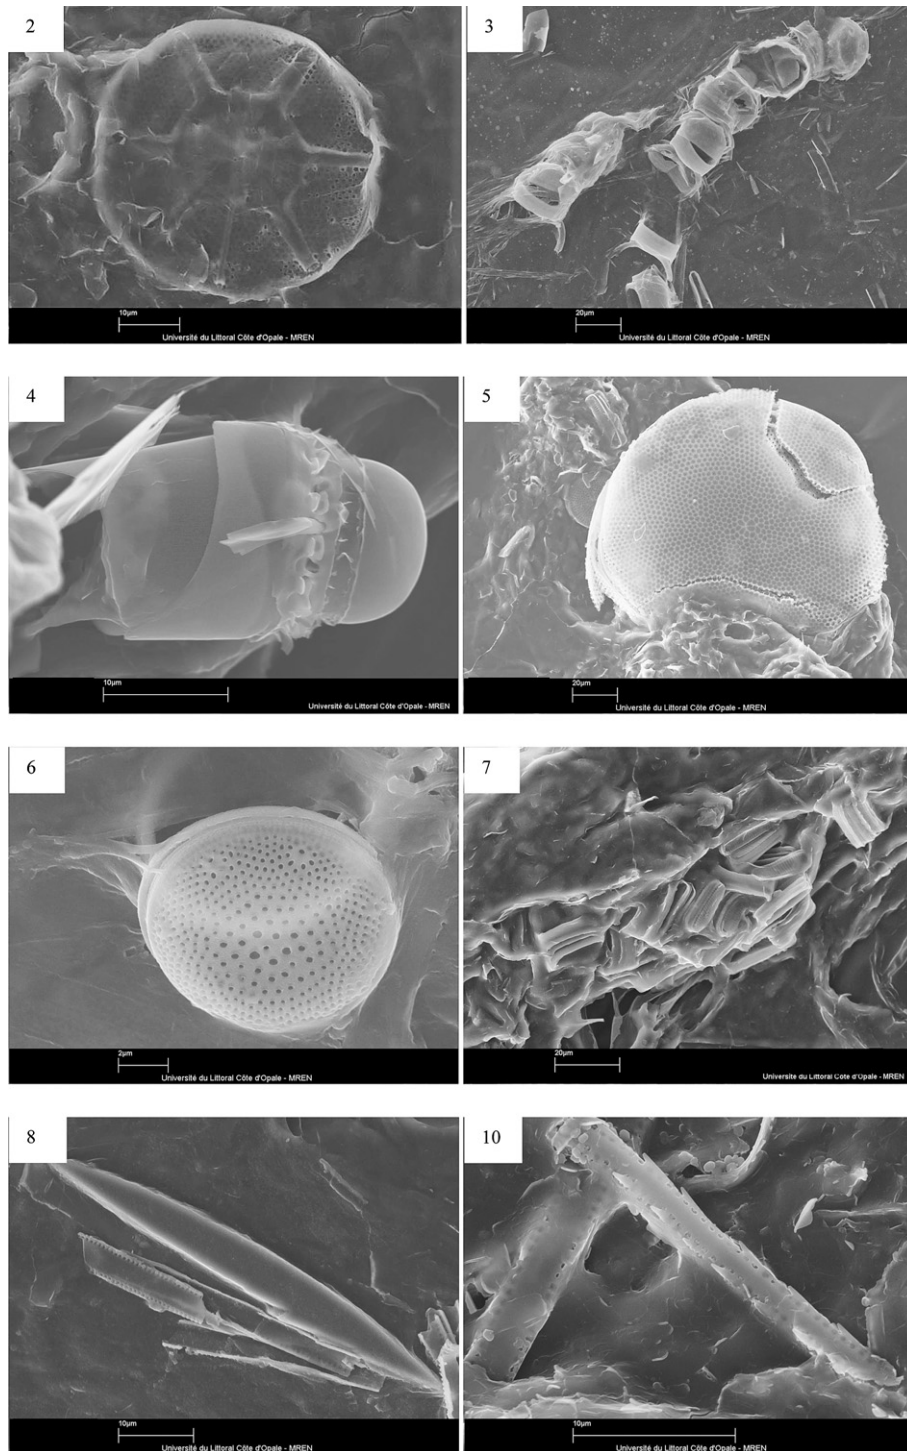 2
10µm
Université du Littoral Côte d'Opale - MREN
3
20µm
Université du Littoral Côte d'Opale - MREN
4
10µm
Université du Littoral Côte d'Opale - MREN
5
20µm
Université du Littoral Côte d'Opale - MREN
6
2µm
Université du Littoral Côte d'Opale - MREN
7
20µm
Université du Littoral Côte d'Opale - MREN
8
10µm
Université du Littoral Côte d'Opale - MREN
10
10µm
Université du Littoral Côte d'Opale - MREN